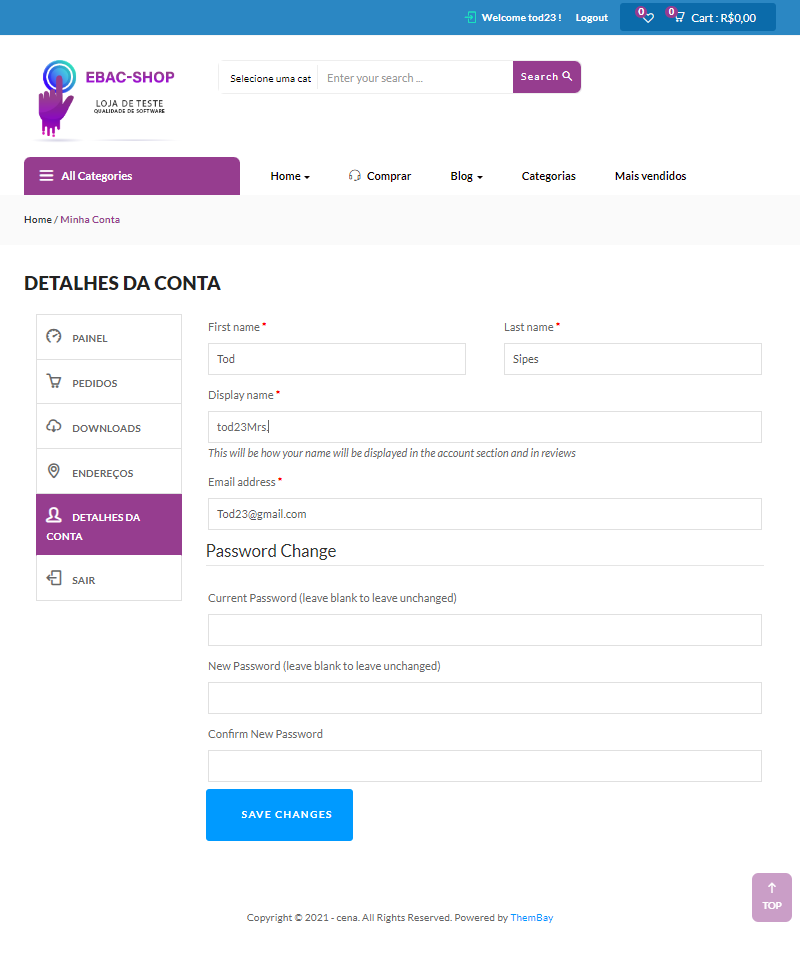 Welcome tod23 ! Logout 0 0 Cart : R$0,00
EBAC-SHOP
LOJA DE TESTE
QUALIDADE DE SOFTWARE
Selecione uma cat Enter your search ... Search
All Categories Home Comprar Blog Categorias Mais vendidos
Home / Minha Conta
DETALHES DA CONTA
PAINEL
PEDIDOS
DOWNLOADS
ENDEREÇOS
DETALHES DA
CONTA
SAIR
First name * Last name *
Tod Sipes
Display name *
tod23Mrs.
This will be how your name will be displayed in the account section and in reviews
Email address *
Tod23@gmail.com
Password Change
Current Password (leave blank to leave unchanged)
New Password (leave blank to leave unchanged)
Confirm New Password
SAVE CHANGES
TOP
Copyright © 2021 - cena. All Rights Reserved. Powered by ThemBay